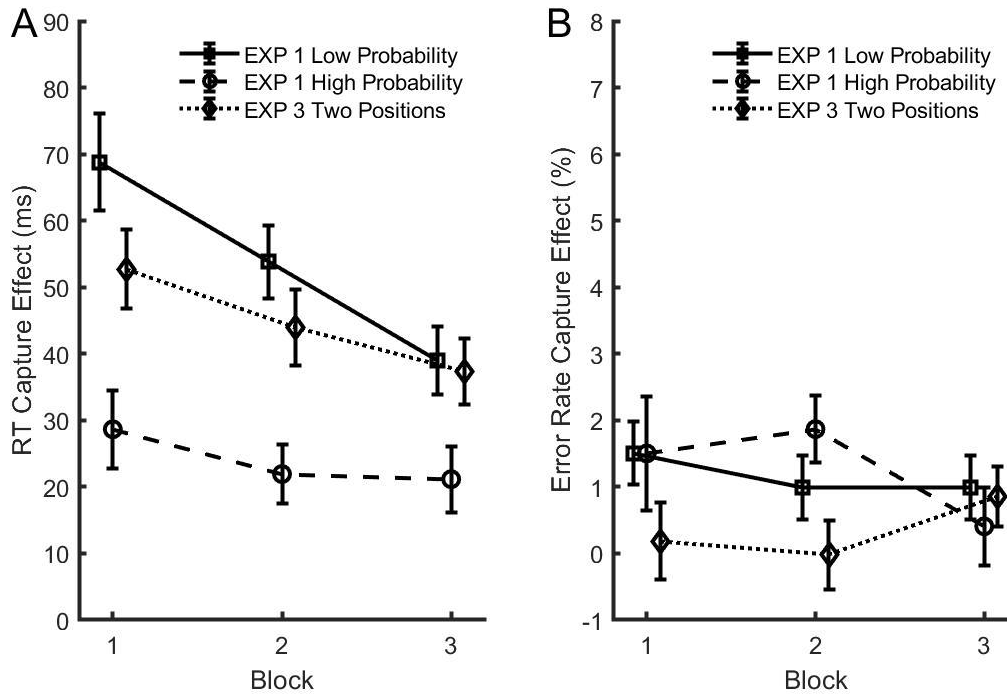 A
RT Capture Effect (ms)
90
80
70
60
50
40
30
20
10
0
EXP 1 Low Probability
EXP 1 High Probability
EXP 3 Two Positions
1 2 3
Block
B
Error Rate Capture Effect (%)
8
7
6
5
4
3
2
1
0
-1
EXP 1 Low Probability
EXP 1 High Probability
EXP 3 Two Positions
1 2 3
Block